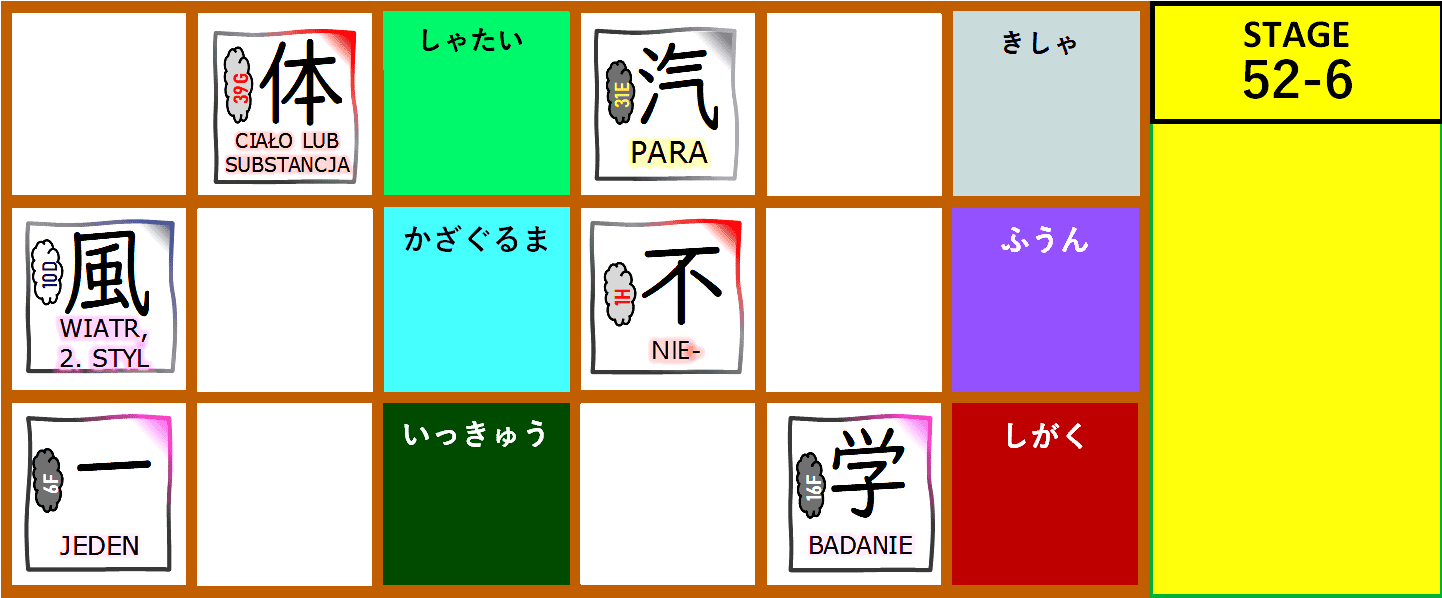 39G
体
CIAŁO LUB
SUBSTANCJA
しゃたい
31E
汽
PARA
きしゃ
STAGE
52-6
10D
風
WIATR,
2. STYL
かざぐるま
1H
不
NIE-
ふうん
6F
一
JEDEN
いっきゅう
16F
学
BADANIE
しがく